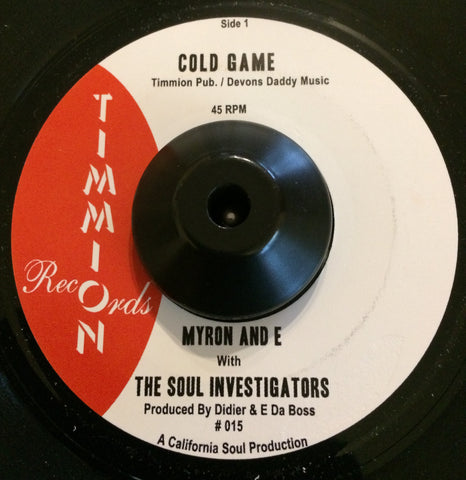 Side 1
COLD GAME
Timmion Pub. / Devons Daddy Music
45 RPM
TIMMION
Records
MYRON AND E
With
THE SOUL INVESTIGATORS
Produced By Didier & E Da Boss
# 015
A California Soul Production